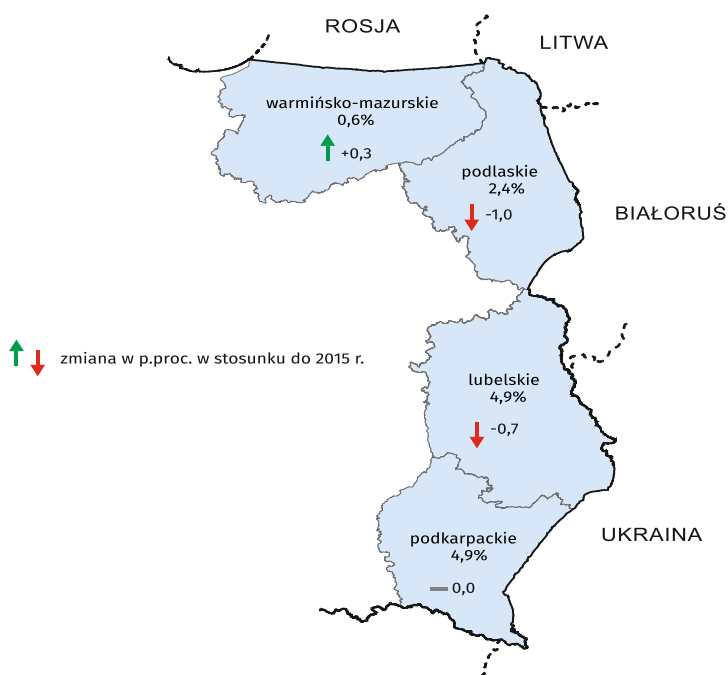 ROSJA
LITWA
warmińsko-mazurskie
0,6%
+0,3
podlaskie
2,4%
-1,0
BIAŁORUŚ
zmiana w p.proc. w stosunku do 2015 r.
lubelskie
4,9%
-0,7
UKRAINA
podkarpackie
4,9%
0,0